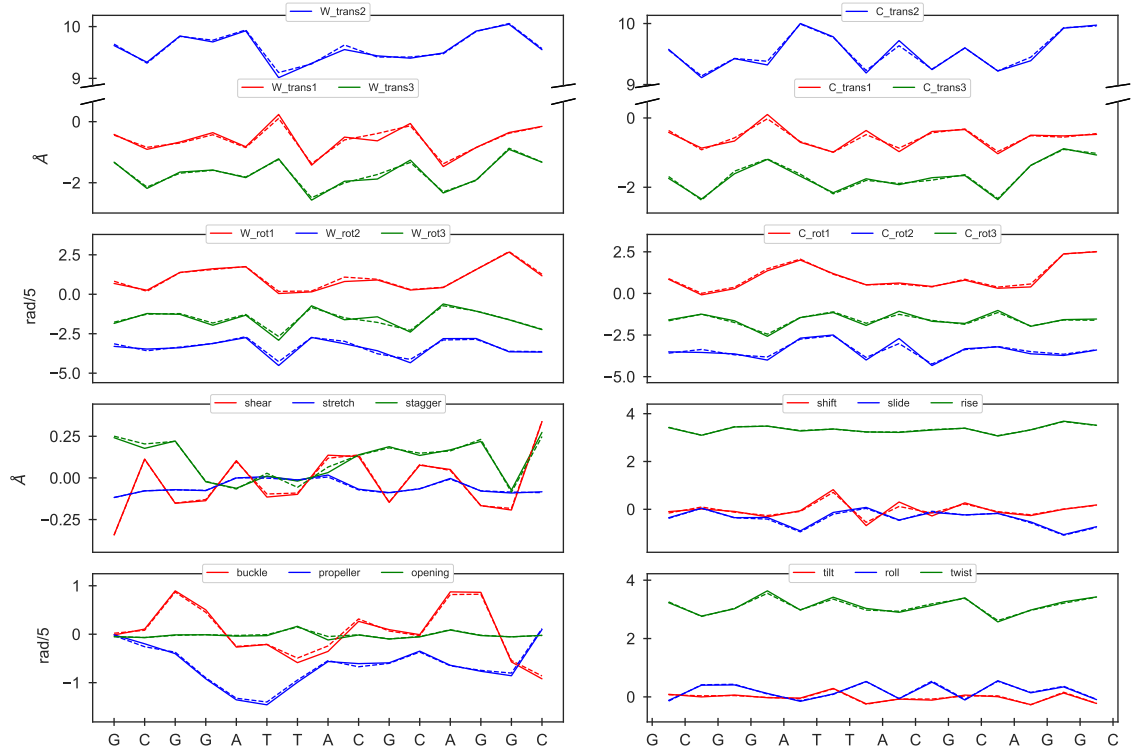 W_trans2
10
9
W_trans1 W_trans3
0
−2
Å
C_trans2
10
9
C_trans1 C_trans3
0
−2
W_rot1 W_rot2 W_rot3
2.5
0.0
−2.5
−5.0
rad/5
C_rot1 C_rot2 C_rot3
2.5
0.0
−2.5
−5.0
shear stretch stagger
0.25
0.00
−0.25
Å
shift slide rise
4
2
0
buckle propeller opening
1
0
−1
rad/5
tilt roll twist
4
2
0
G C G G A T T A C G C A G G C
G C G G A T T A C G C A G G C